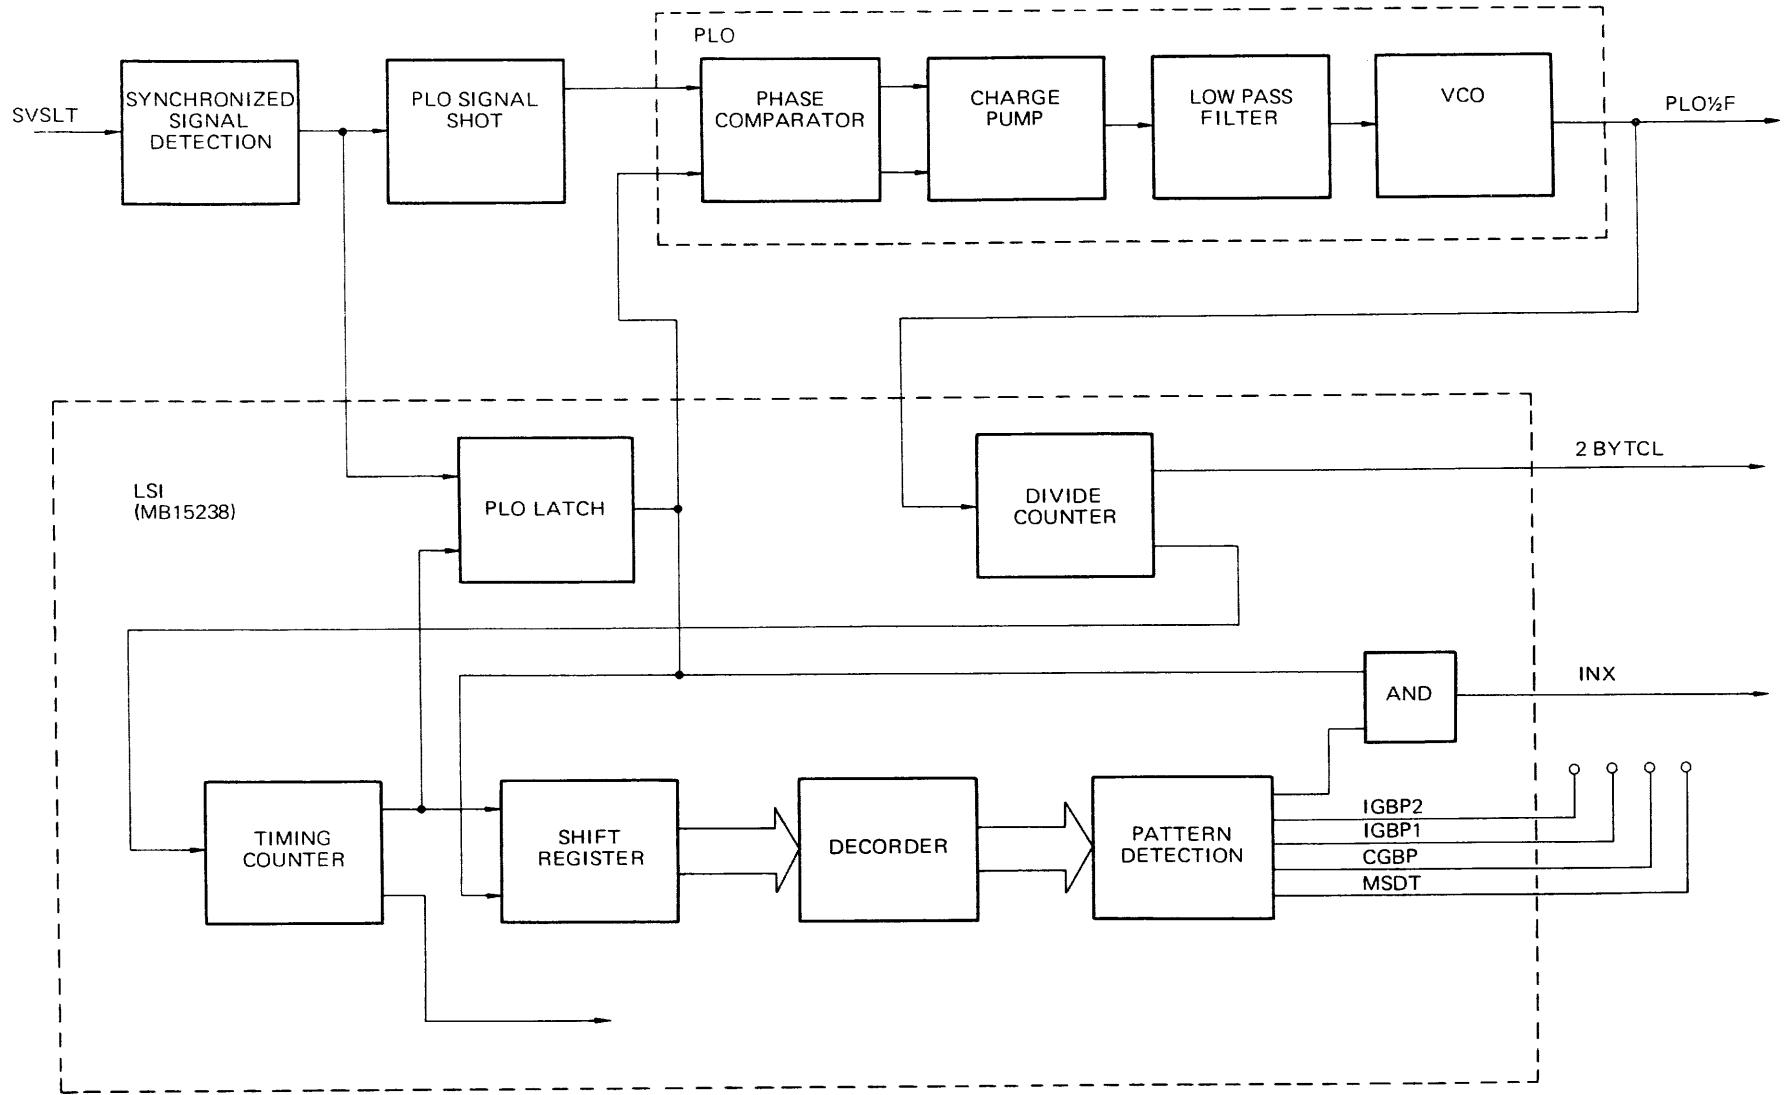 PLO
SVSLT
SYNCHRONIZED
SIGNAL
DETECTION
PLO SIGNAL
SHOT
PHASE
COMPARATOR
CHARGE
PUMP
LOW PASS
FILTER
VCO
PLO½F
LSI
(MB15238)
PLO LATCH
DIVIDE
COUNTER
2 BYTCL
AND
INX
TIMING
COUNTER
SHIFT
REGISTER
DECORDER
PATTERN
DETECTION
IGBP2
IGBP1
CGBP
MSDT